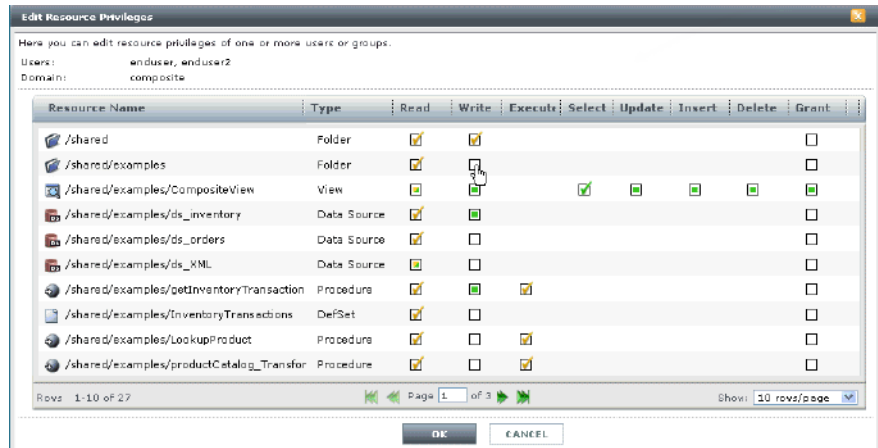 Edit Resource Privileges
Here you can edit resource privileges of one or more users or groups.
Users: enduser, enduser2
Domain: composite
Resource Name Type Read Write Execute Select Update Insert Delete Grant
/shared Folder
/shared/examples Folder
/shared/examples/CompositeView View
/shared/examples/ds_inventory Data Source
/shared/examples/ds_orders Data Source
/shared/examples/ds_XML Data Source
/shared/examples/getInventoryTransaction Procedure
/shared/examples/InventoryTransactions DefSet
/shared/examples/LookupProduct Procedure
/shared/examples/productCatalog_Transfor Procedure
Rows 1-10 of 27 Page 1 of 3 Show: 10 rows/page
OK CANCEL